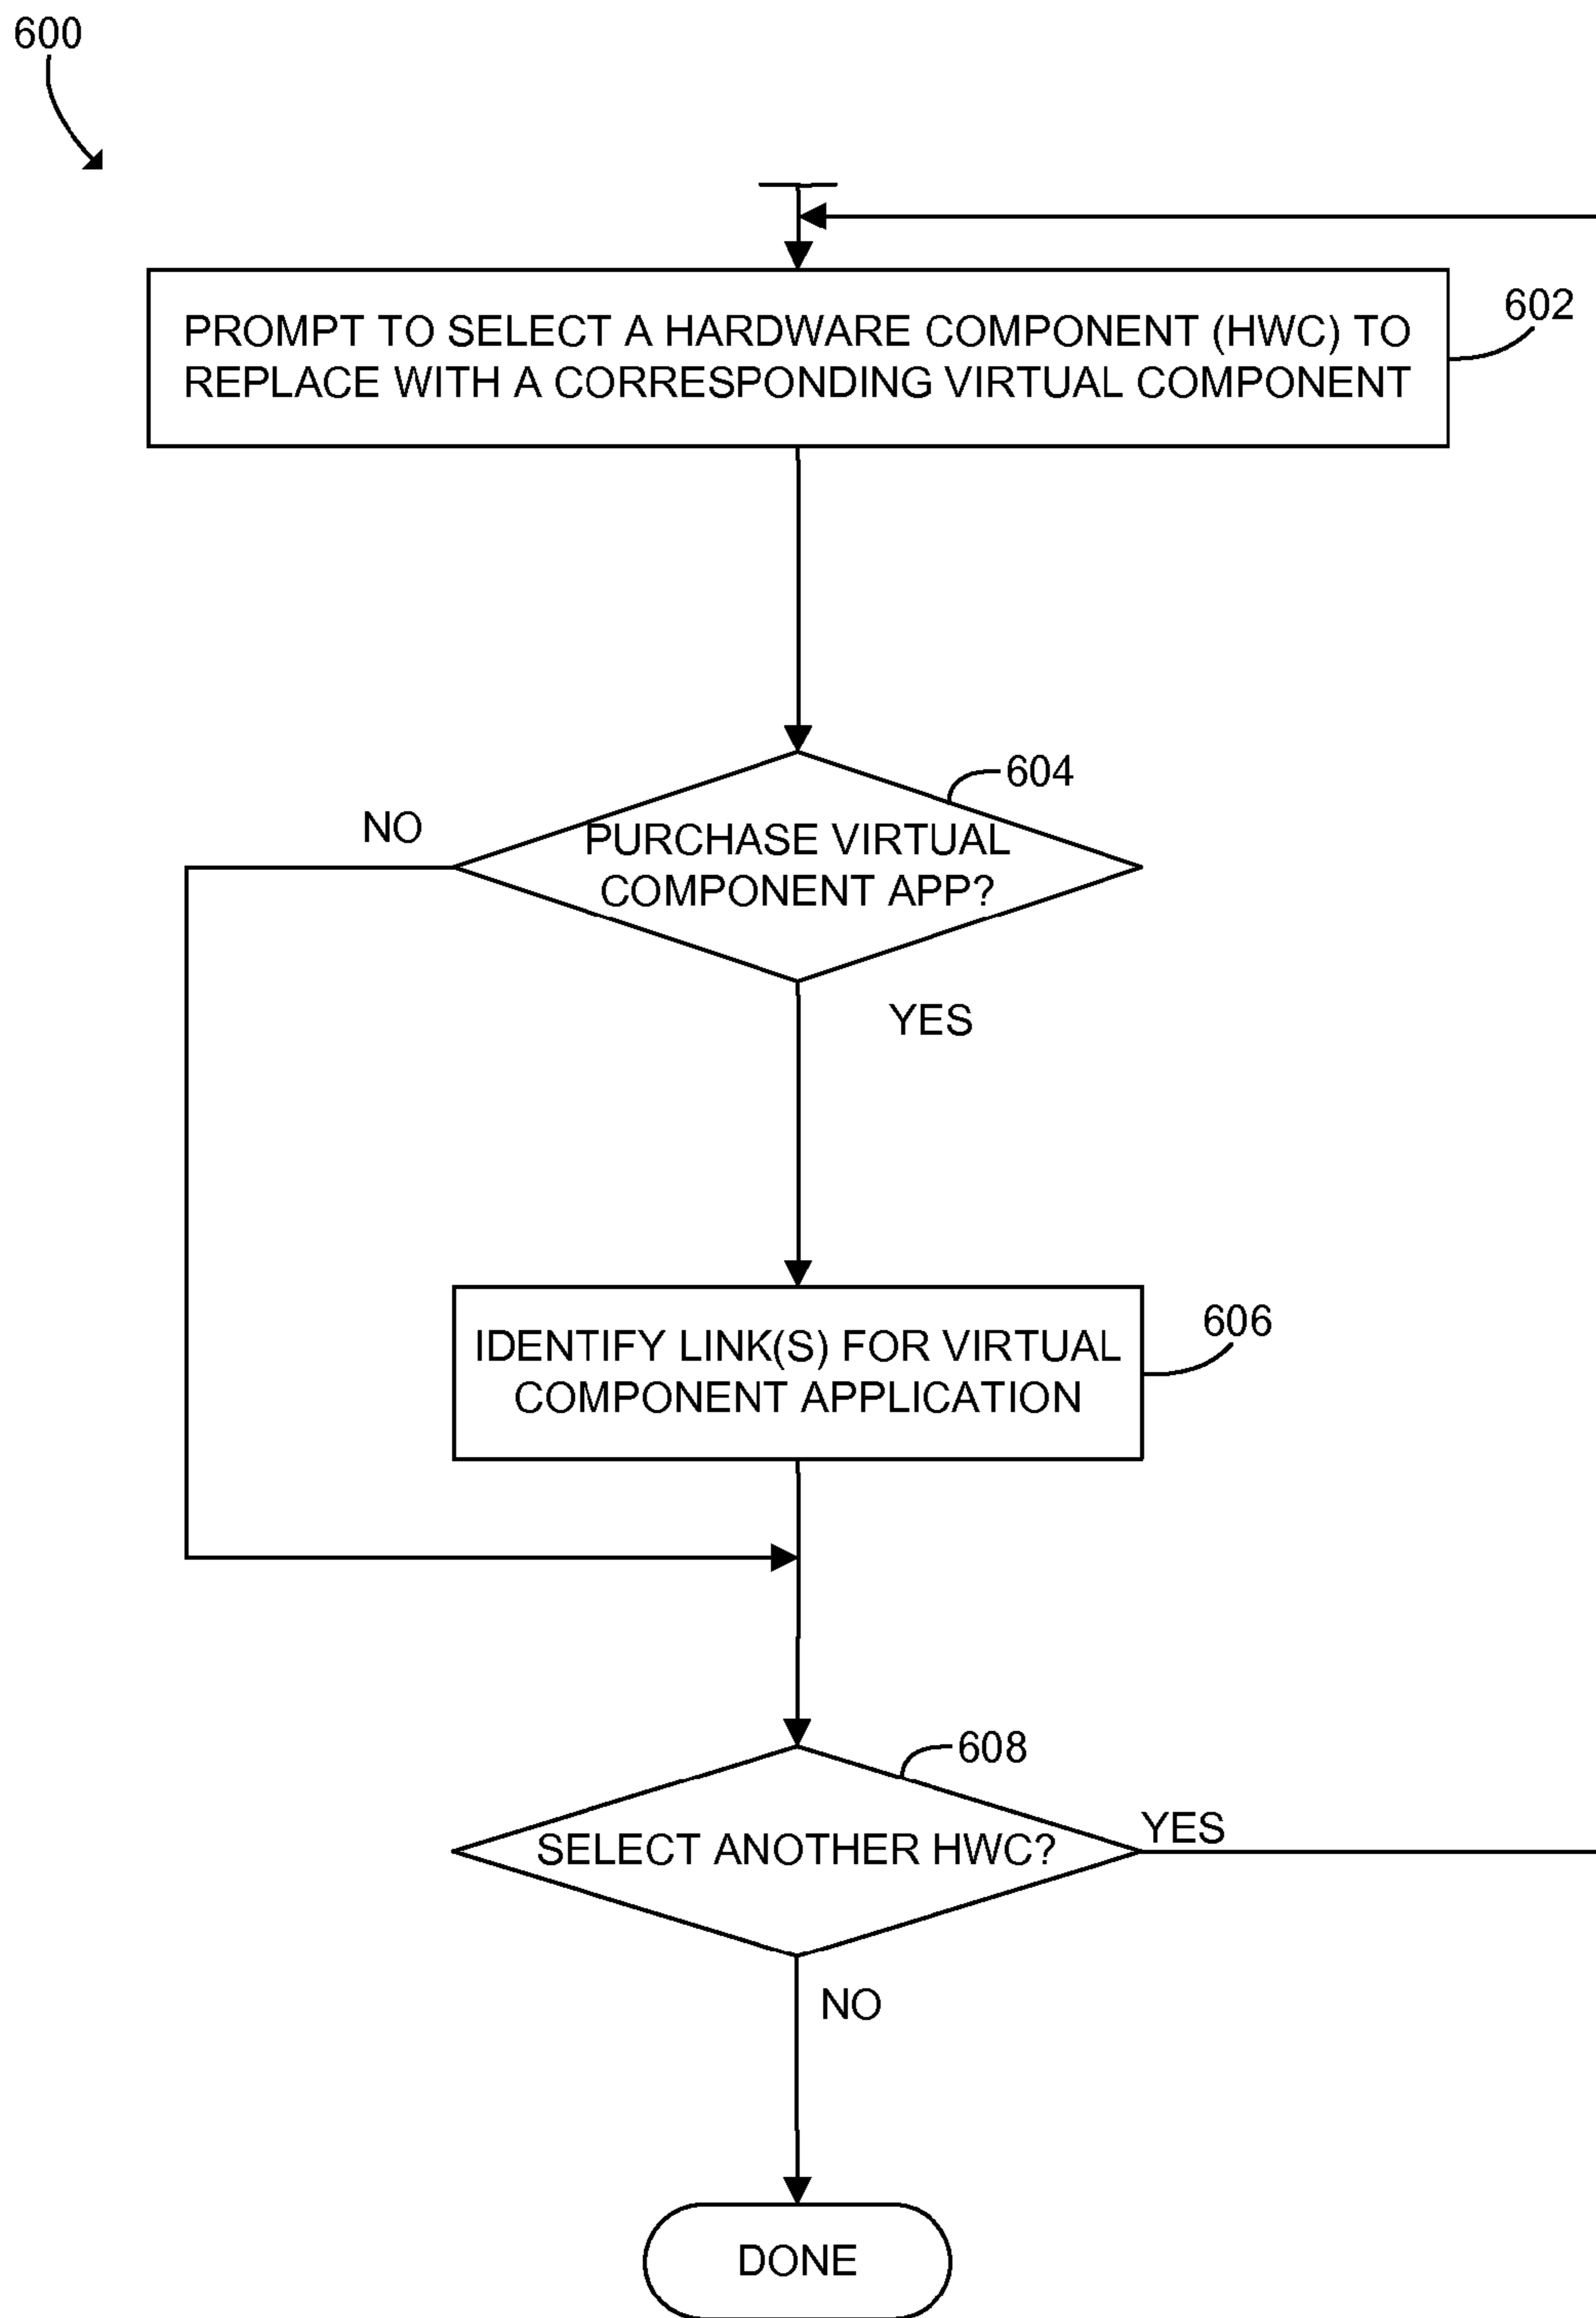 600
PROMPT TO SELECT A HARDWARE COMPONENT (HWC) TO
REPLACE WITH A CORRESPONDING VIRTUAL COMPONENT
602
604
NO
PURCHASE VIRTUAL
COMPONENT APP?
YES
IDENTIFY LINK(S) FOR VIRTUAL
COMPONENT APPLICATION
606
608
SELECT ANOTHER HWC?
YES
NO
DONE